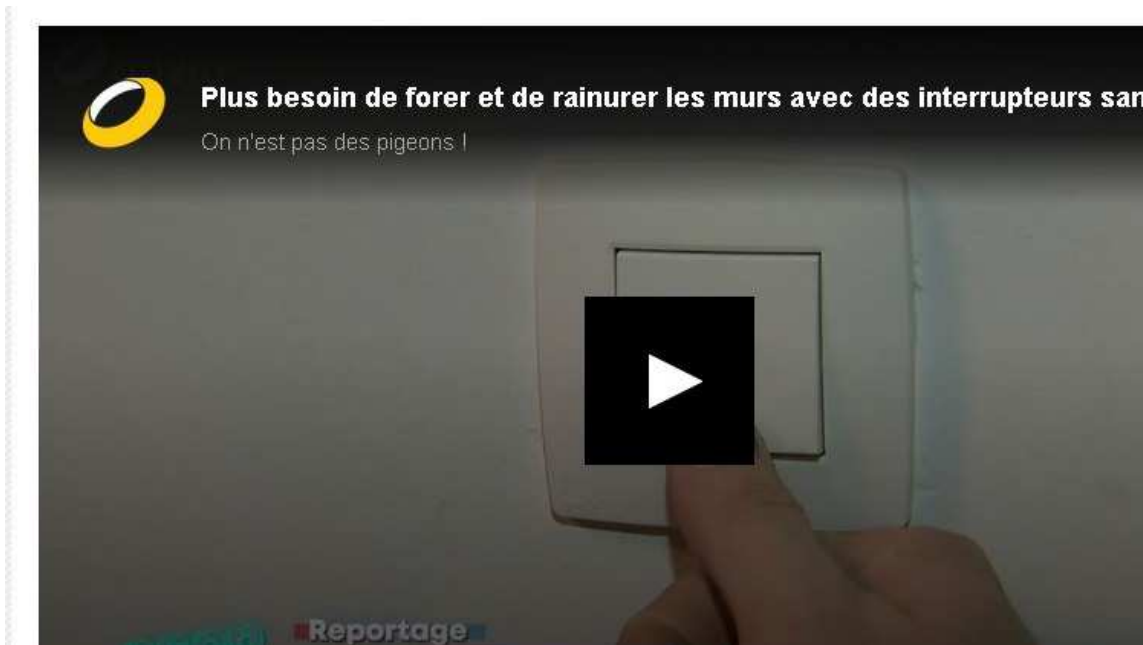 Plus besoin de forer et de rainurer les murs avec des interrupteurs san
On n'est pas des pigeons !
Reportage